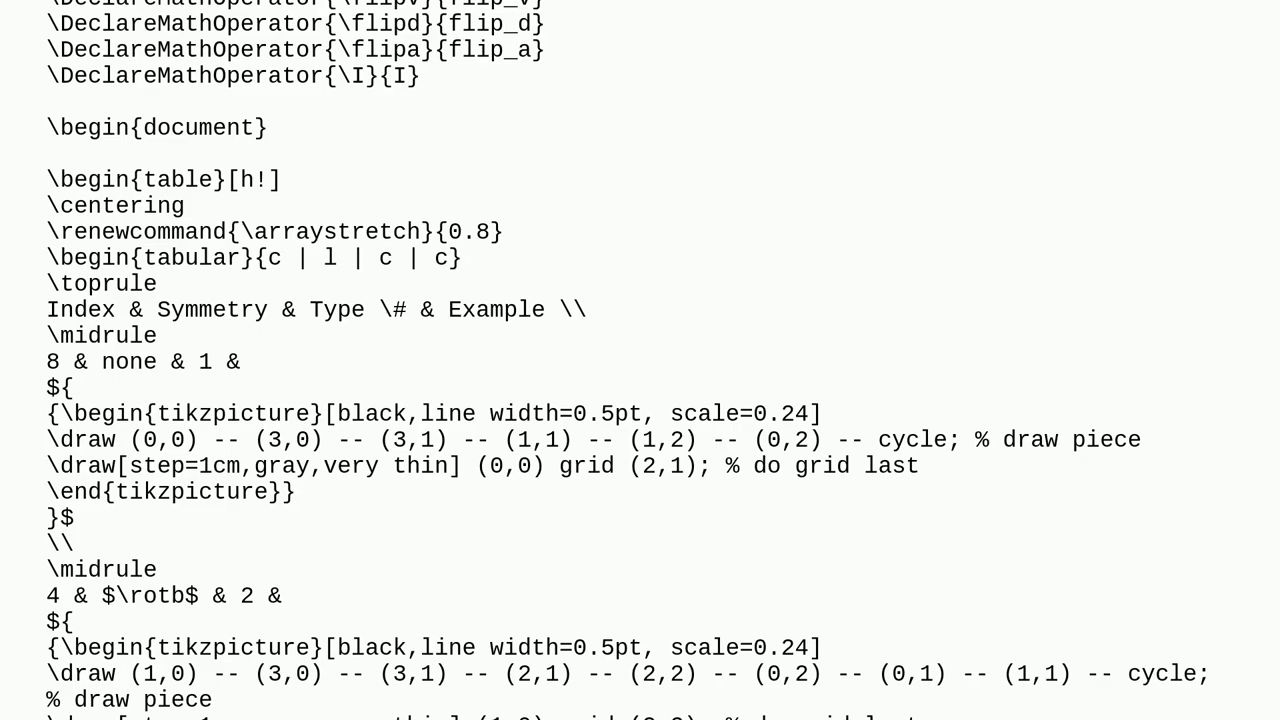 \DeclareMathOperator{\flipv}{flip_v}
\DeclareMathOperator{\flipd}{flip_d}
\DeclareMathOperator{\flipa}{flip_a}
\DeclareMathOperator{\I}{I}
\begin{document}
\begin{table}[h!]
\centering
\renewcommand{\arraystretch}{0.8}
\begin{tabular}{c | l | c | c}
\toprule
Index & Symmetry & Type \# & Example \\
\midrule
8 & none & 1 &
${
{\begin{tikzpicture}[black,line width=0.5pt, scale=0.24]
\draw (0,0) -- (3,0) -- (3,1) -- (1,1) -- (1,2) -- (0,2) -- cycle; % draw piece
\draw[step=1cm,gray,very thin] (0,0) grid (2,1); % do grid last
\end{tikzpicture}}
}$
\\
\midrule
4 & $\rotb$ & 2 &
${
{\begin{tikzpicture}[black,line width=0.5pt, scale=0.24]
\draw (1,0) -- (3,0) -- (3,1) -- (2,1) -- (2,2) -- (0,2) -- (0,1) -- (1,1) -- cycle;
% draw piece